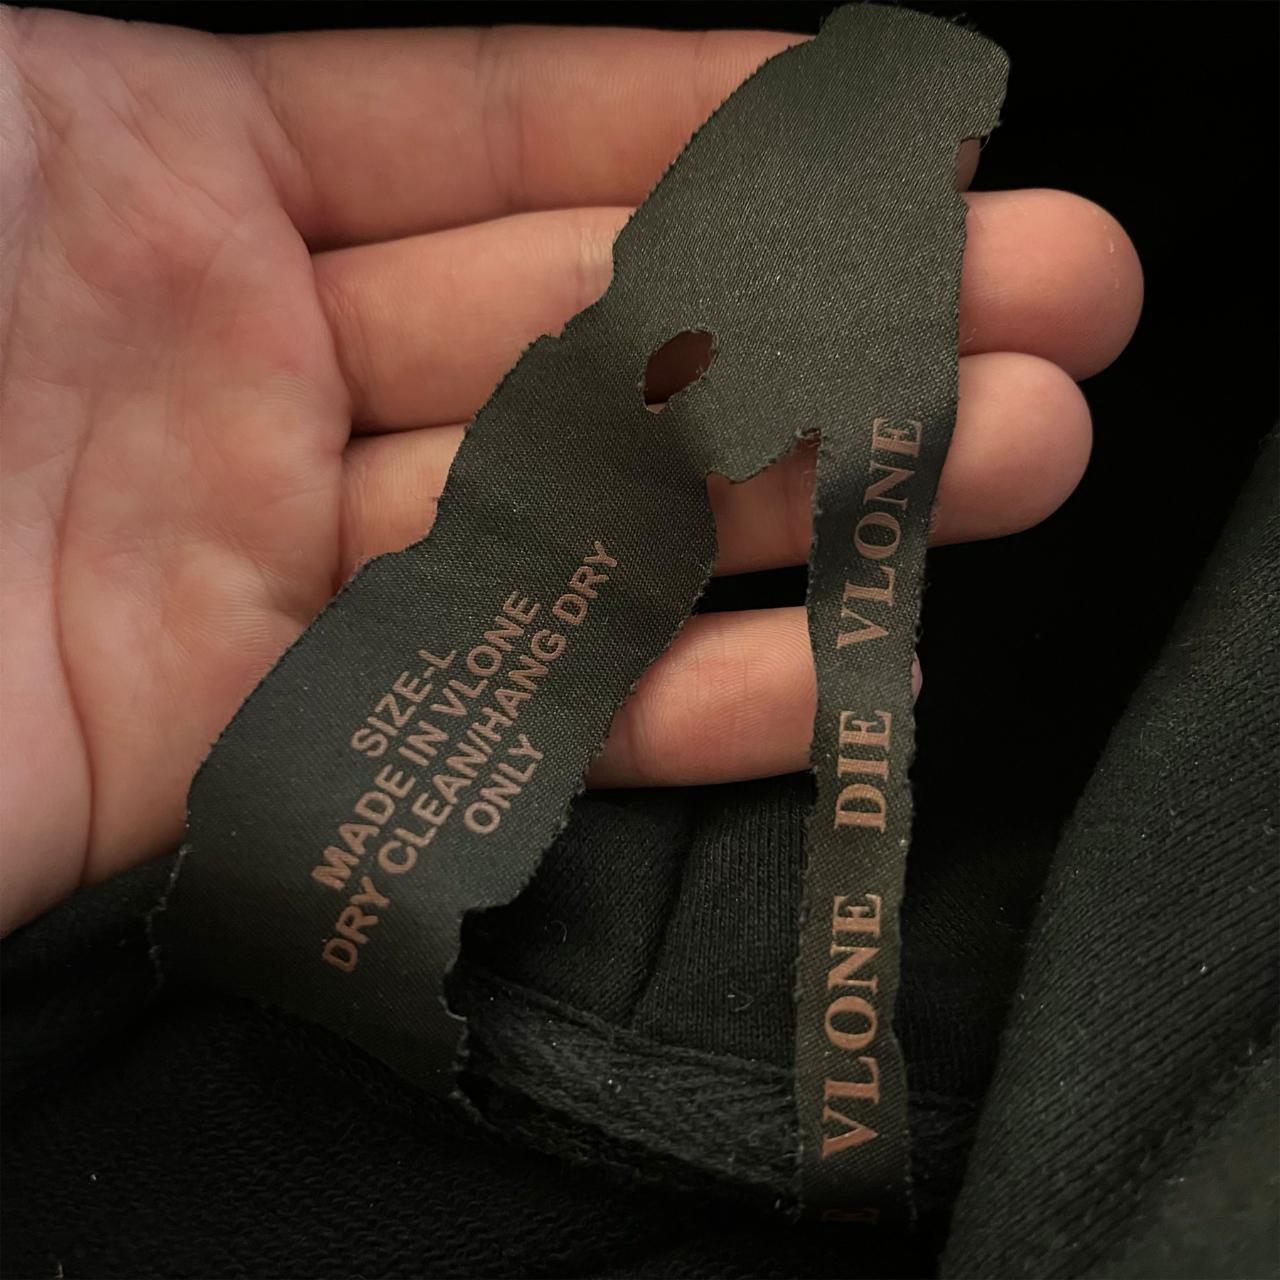 SIZE-L
MADE IN VLONE
DRY CLEAN/HANG DRY
ONLY
VLONE DIE VLONE